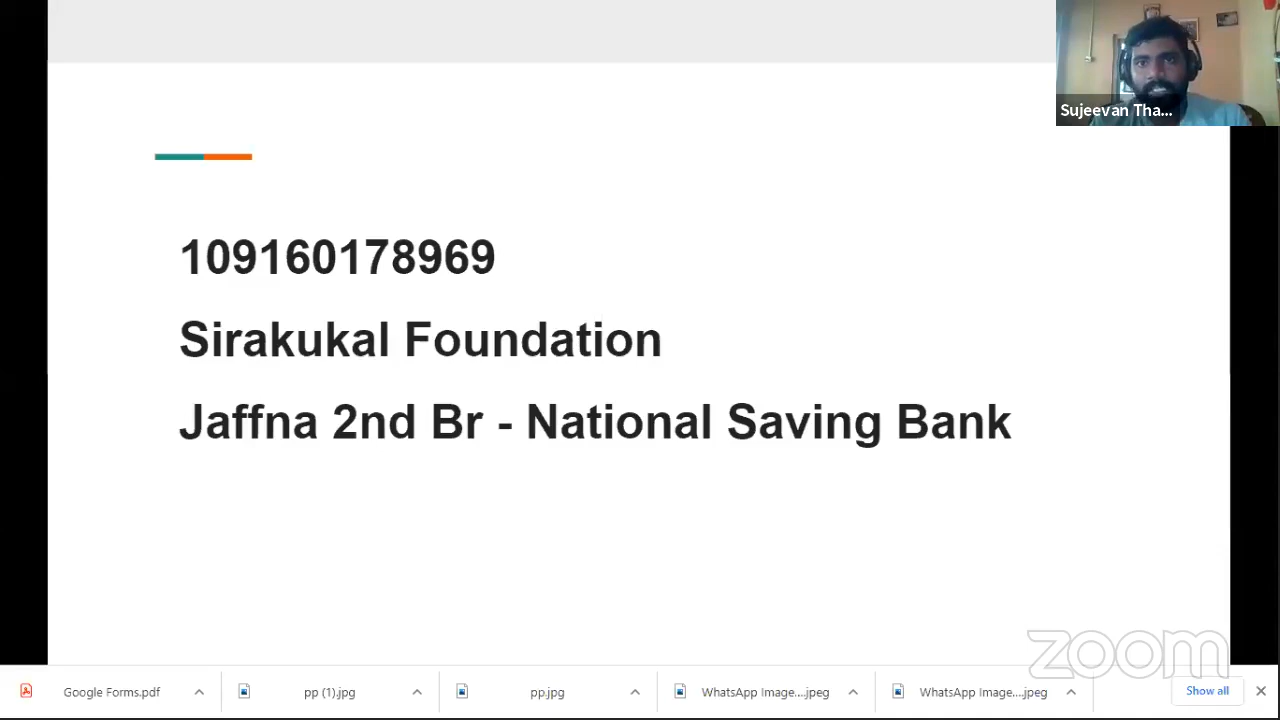 Sujeevan Tha...
109160178969
Sirakukal Foundation
Jaffna 2nd Br - National Saving Bank
zoom
Google Forms.pdf
pp (1).jpg
pp.jpg
WhatsApp Image....jpeg
WhatsApp Image....jpeg
Show all